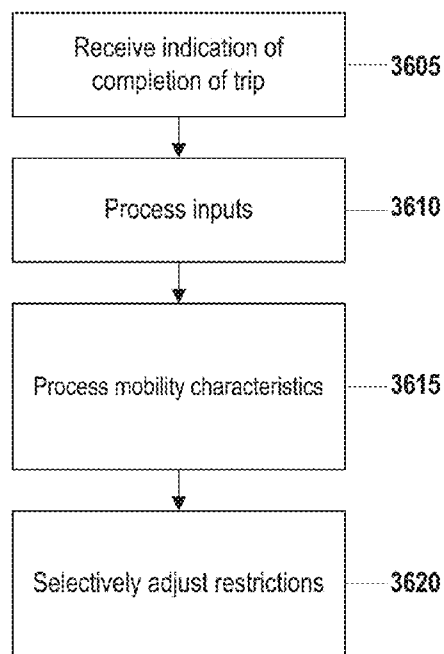 Receive indication of
completion of trip
3605
Process inputs
3610
Process mobility characteristics
3615
Selectively adjust restrictions
3620